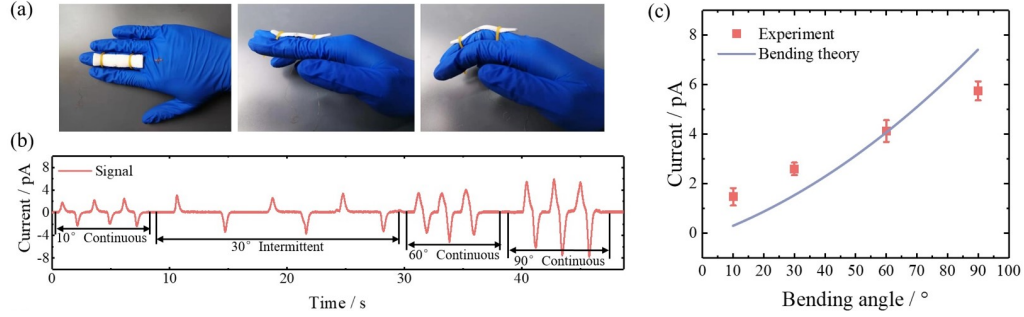 (a)
(b)
Current / pA
8
4
0
-4
-8
Signal
10° Continuous
30° Intermittent
60° Continuous
90° Continuous
0
10
20
30
40
Time / s
(c)
Current / pA
8
6
4
2
0
Experiment
Bending theory
0 10 20 30 40 50 60 70 80 90 100
Bending angle / °